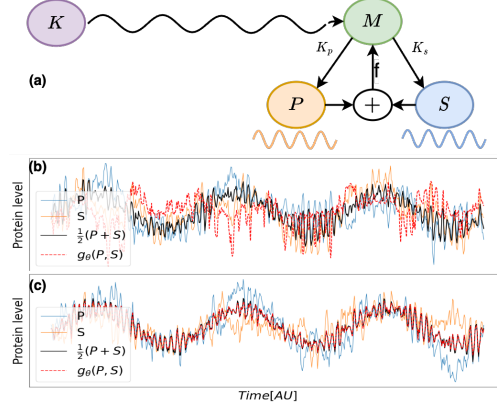 K
M
K_p
f
K_s
(a)
P
+
S
(b)
Protein level
P
S
½(P + S)
g_θ(P, S)
(c)
Protein level
P
S
½(P + S)
g_θ(P, S)
Time[AU]